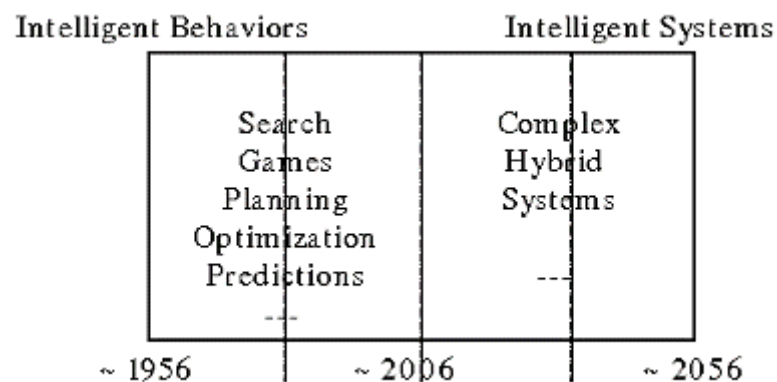 Intelligent Behaviors Intelligent Systems
Search
Games
Planning
Optimization
Predictions
---
Complex
Hybrid
Systems
---
~ 1956 ~ 2006 ~ 2056